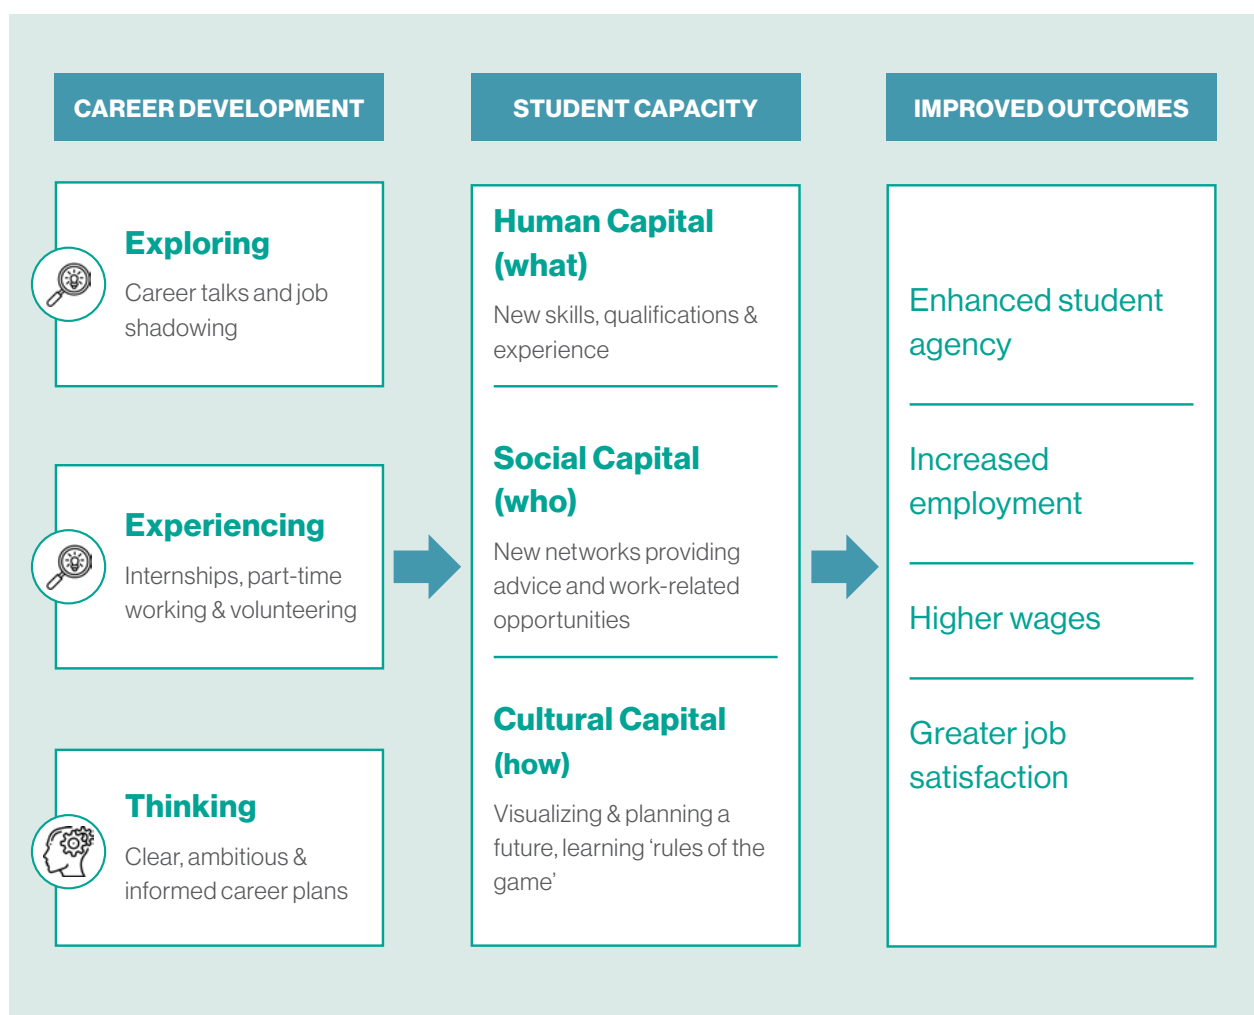 CAREER DEVELOPMENT
Exploring
Career talks and job
shadowing
Experiencing
Internships, part-time
working & volunteering
Thinking
Clear, ambitious &
informed career plans
STUDENT CAPACITY
Human Capital
(what)
New skills, qualifications &
experience
Social Capital
(who)
New networks providing
advice and work-related
opportunities
Cultural Capital
(how)
Visualizing & planning a
future, learning ‘rules of the
game’
IMPROVED OUTCOMES
Enhanced student
agency
Increased
employment
Higher wages
Greater job
satisfaction